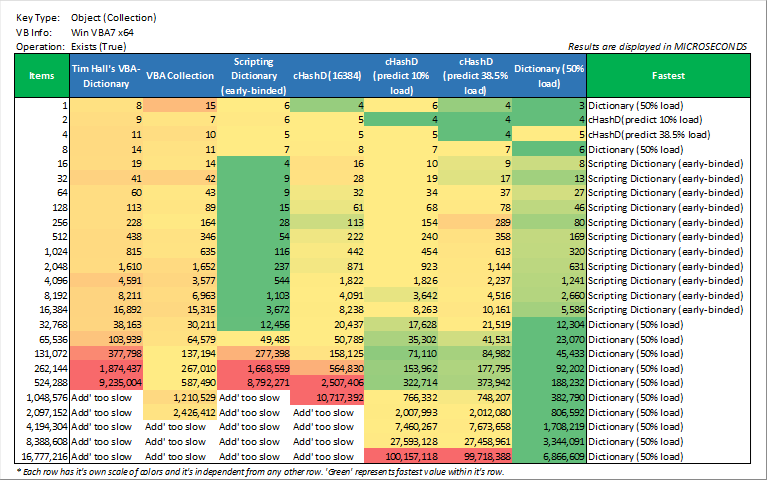 Key Type: Object (Collection)
VB Info: Win VBA7 x64
Operation: Exists (True)
Results are displayed in MICROSECONDS
Items Tim Hall's VBA-Dictionary VBA Collection Scripting Dictionary (early-binded) cHashD(16384) cHashD (predict 10% load) cHashD (predict 38.5% load) Dictionary (50% load) Fastest
1 8 15 6 4 6 4 3 Dictionary (50% load)
2 9 7 6 5 4 4 4 cHashD(predict 10% load)
4 11 10 5 5 5 4 5 cHashD(predict 38.5% load)
8 14 11 7 8 7 7 6 Dictionary (50% load)
16 19 14 4 16 10 9 8 Scripting Dictionary (early-binded)
32 41 42 9 28 19 17 13 Scripting Dictionary (early-binded)
64 60 43 9 32 34 37 27 Scripting Dictionary (early-binded)
128 113 89 15 61 68 78 46 Scripting Dictionary (early-binded)
256 228 164 28 113 154 289 80 Scripting Dictionary (early-binded)
512 438 346 54 222 240 358 169 Scripting Dictionary (early-binded)
1,024 815 635 116 442 454 613 320 Scripting Dictionary (early-binded)
2,048 1,610 1,652 237 871 923 1,144 631 Scripting Dictionary (early-binded)
4,096 4,591 3,577 544 1,822 1,826 2,237 1,241 Scripting Dictionary (early-binded)
8,192 8,211 6,963 1,103 4,091 3,642 4,516 2,660 Scripting Dictionary (early-binded)
16,384 16,892 15,315 3,672 8,238 8,263 10,161 5,586 Scripting Dictionary (early-binded)
32,768 38,163 30,211 12,456 20,437 17,628 21,519 12,304 Dictionary (50% load)
65,536 103,939 64,579 49,485 50,789 35,302 41,531 23,070 Dictionary (50% load)
131,072 377,798 137,194 277,398 158,125 71,110 84,982 45,433 Dictionary (50% load)
262,144 1,874,437 267,010 1,668,559 564,830 153,962 177,795 92,202 Dictionary (50% load)
524,288 9,235,004 587,490 8,792,271 2,507,406 322,714 373,942 188,232 Dictionary (50% load)
1,048,576 Add' too slow 1,210,529 Add' too slow 10,717,392 766,332 748,207 382,790 Dictionary (50% load)
2,097,152 Add' too slow 2,426,412 Add' too slow Add' too slow 2,007,993 2,012,080 806,592 Dictionary (50% load)
4,194,304 Add' too slow Add' too slow Add' too slow Add' too slow 7,460,267 7,673,658 1,708,219 Dictionary (50% load)
8,388,608 Add' too slow Add' too slow Add' too slow Add' too slow 27,593,128 27,458,961 3,344,091 Dictionary (50% load)
16,777,216 Add' too slow Add' too slow Add' too slow Add' too slow 100,157,118 99,718,388 6,866,609 Dictionary (50% load)
* Each row has it's own scale of colors and it's independent from any other row. 'Green' represents fastest value within it's row.